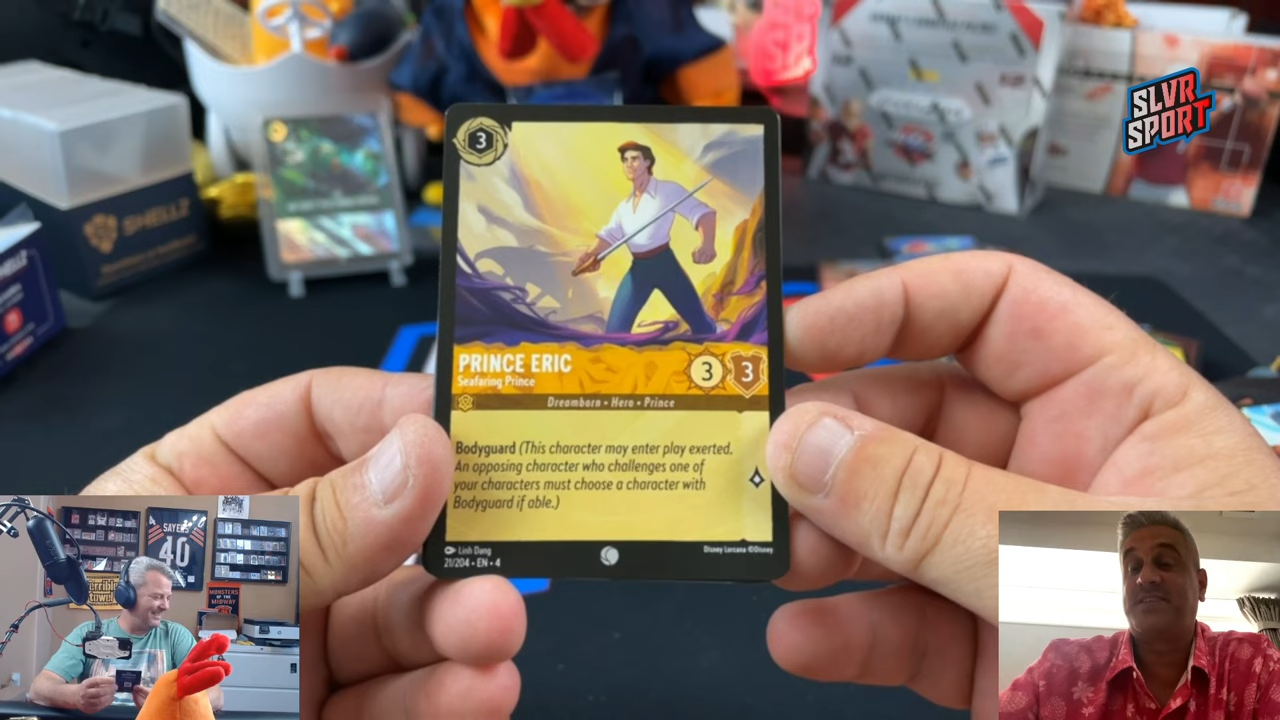 SLVR
SPORT
3
SHELLZ
PRINCE ERIC
Seafaring Prince
3
3
Dreamborn • Hero • Prince
Bodyguard (This character may enter play exerted.
An opposing character who challenges one of
your characters must choose a character with
Bodyguard if able.)
Linh Dang
Disney Lorcana ©Disney
21/204 • EN • 4
SAYERS
40
MONSTERS
OF THE
MIDWAY